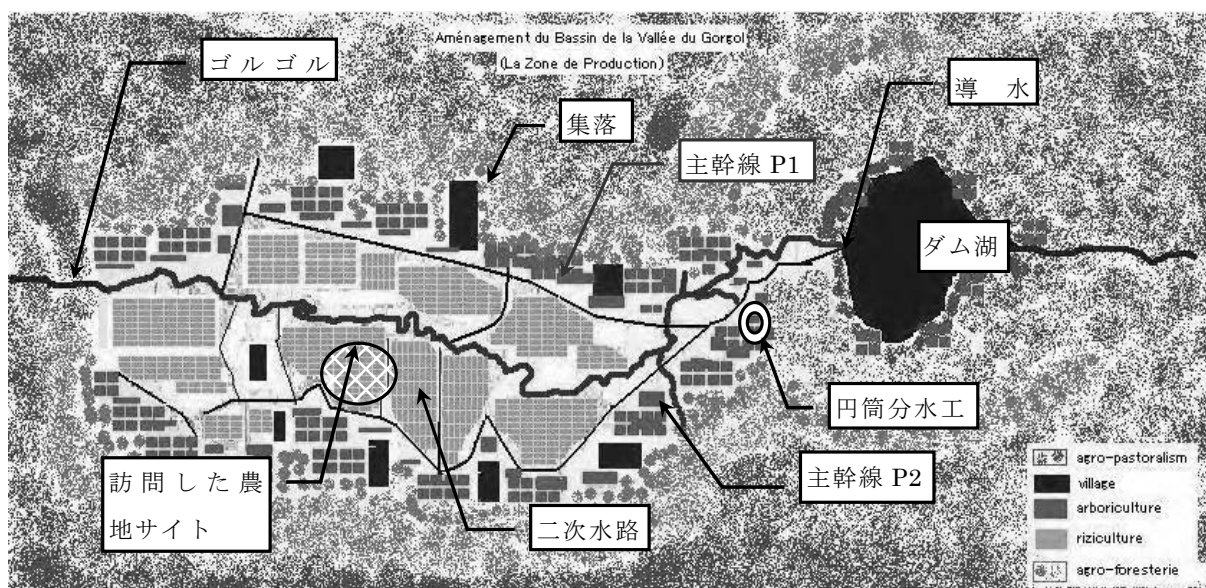 Aménagement du Bassin de la Vallée du Gorgol
(La Zone de Production)
ゴルゴル
導 水
集落
主幹線 P1
ダム湖
円筒分水工
主幹線 P2
訪問した農
地サイト
二次水路
agro-pastoralism
village
arboriculture
riziculture
agro-foresterie